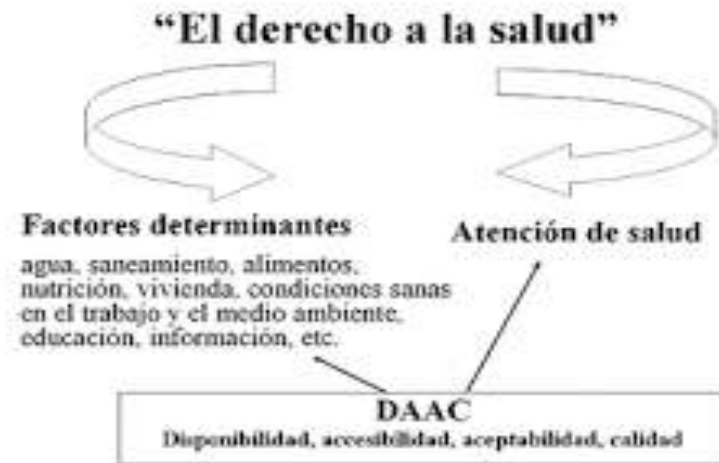 “El derecho a la salud”
Factores determinantes
agua, saneamiento, alimentos,
nutrición, vivienda, condiciones sanas
en el trabajo y el medio ambiente,
educación, información, etc.
Atención de salud
DAAC
Disponibilidad, accesibilidad, aceptabilidad, calidad